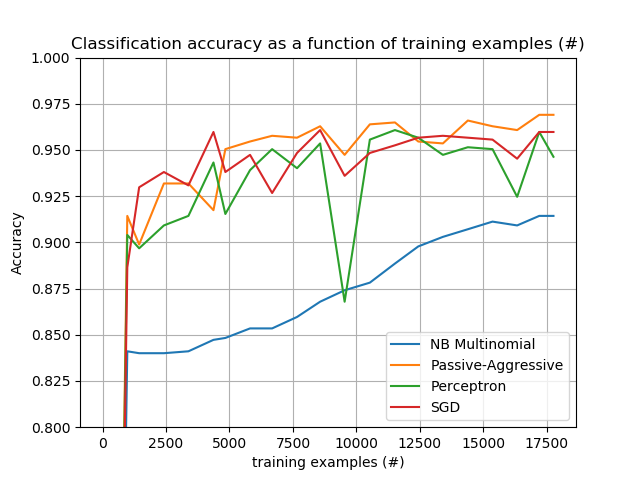 Classification accuracy as a function of training examples (#)
1.000
0.975
0.950
0.925
0.900
0.875
0.850
0.825
0.800
Accuracy
0 2500 5000 7500 10000 12500 15000 17500
training examples (#)
NB Multinomial
Passive-Aggressive
Perceptron
SGD